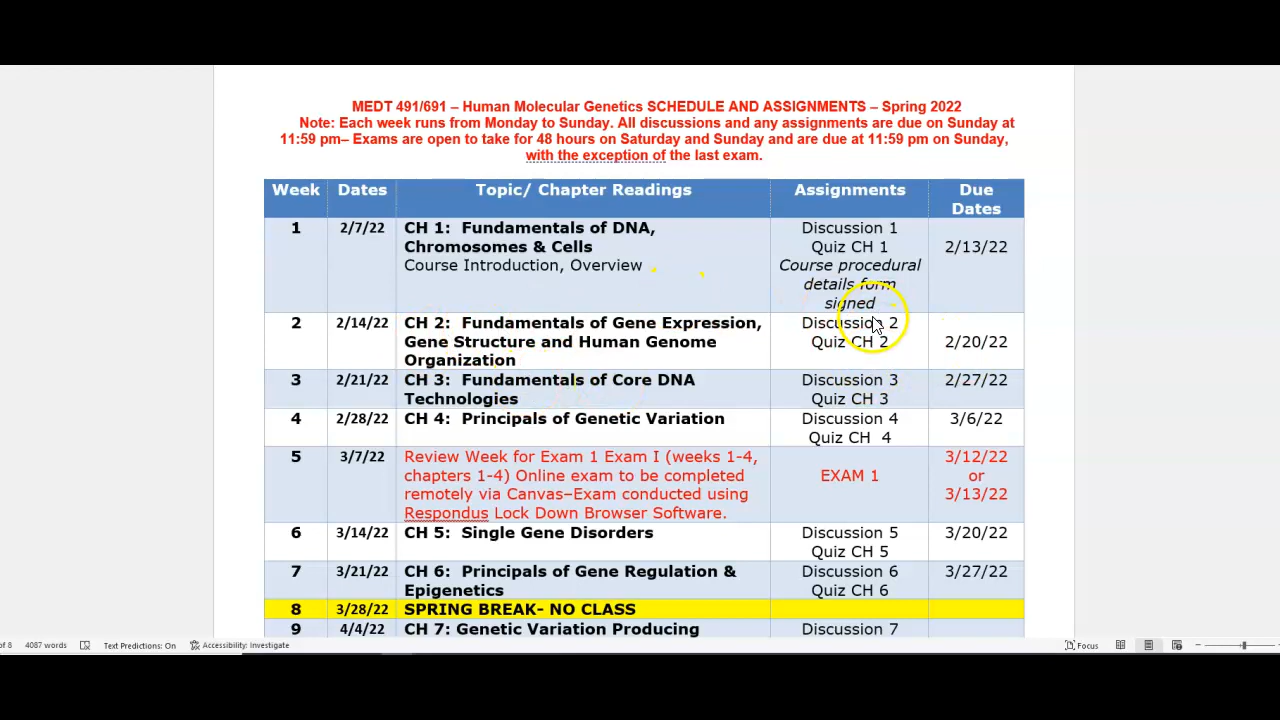 MEDT 491/691 – Human Molecular Genetics SCHEDULE AND ASSIGNMENTS – Spring 2022
Note: Each week runs from Monday to Sunday. All discussions and any assignments are due on Sunday at
11:59 pm– Exams are open to take for 48 hours on Saturday and Sunday and are due at 11:59 pm on Sunday,
with the exception of the last exam.
Week Dates Topic/ Chapter Readings Assignments Due
Dates
1 2/7/22 CH 1: Fundamentals of DNA, Discussion 1
Chromosomes & Cells Quiz CH 1 2/13/22
Course Introduction, Overview Course procedural
details form
signed
2 2/14/22 CH 2: Fundamentals of Gene Expression, Discussion 2
Gene Structure and Human Genome Quiz CH 2 2/20/22
Organization
3 2/21/22 CH 3: Fundamentals of Core DNA Discussion 3 2/27/22
Technologies Quiz CH 3
4 2/28/22 CH 4: Principals of Genetic Variation Discussion 4 3/6/22
Quiz CH 4
5 3/7/22 Review Week for Exam 1 Exam I (weeks 1-4, 3/12/22
chapters 1-4) Online exam to be completed EXAM 1 or
remotely via Canvas–Exam conducted using 3/13/22
Respondus Lock Down Browser Software.
6 3/14/22 CH 5: Single Gene Disorders Discussion 5 3/20/22
Quiz CH 5
7 3/21/22 CH 6: Principals of Gene Regulation & Discussion 6 3/27/22
Epigenetics Quiz CH 6
8 3/28/22 SPRING BREAK- NO CLASS
9 4/4/22 CH 7: Genetic Variation Producing Discussion 7
of 8 4087 words Text Predictions: On Accessibility: Investigate Focus